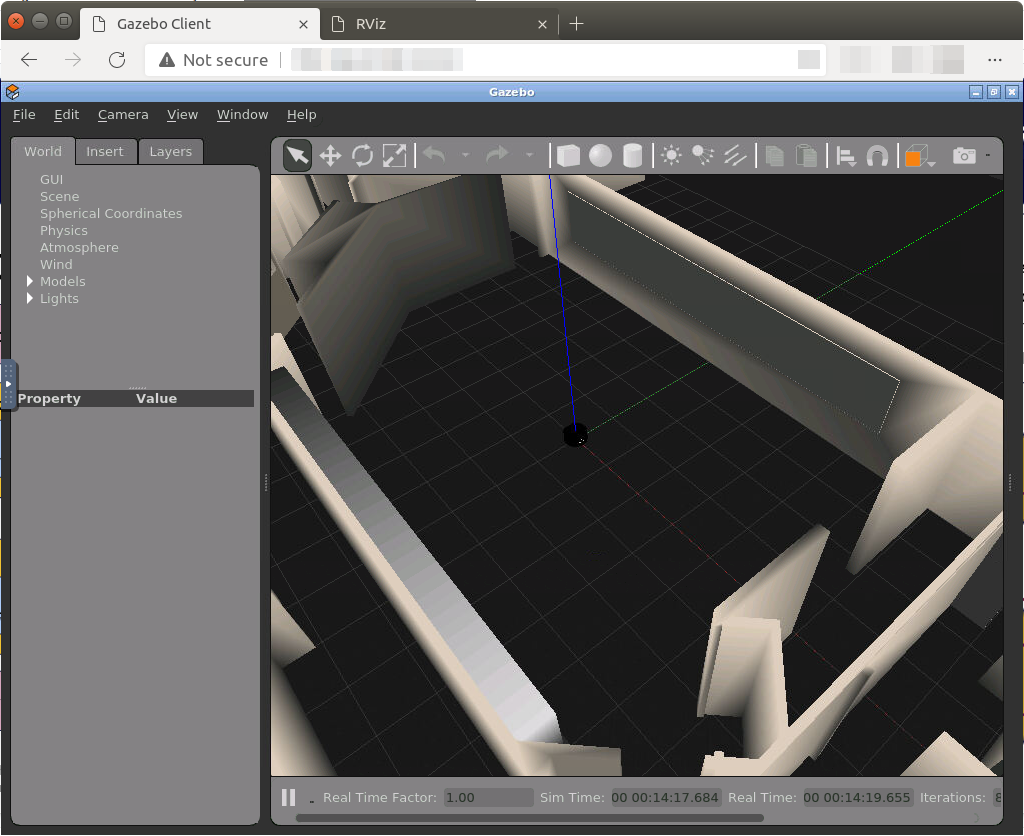 Gazebo Client
RViz
Not secure
Gazebo
File Edit Camera View Window Help
World Insert Layers
GUI
Scene
Spherical Coordinates
Physics
Atmosphere
Wind
Models
Lights
Property Value
Real Time Factor: 1.00 Sim Time: 00 00:14:17.684 Real Time: 00 00:14:19.655 Iterations: